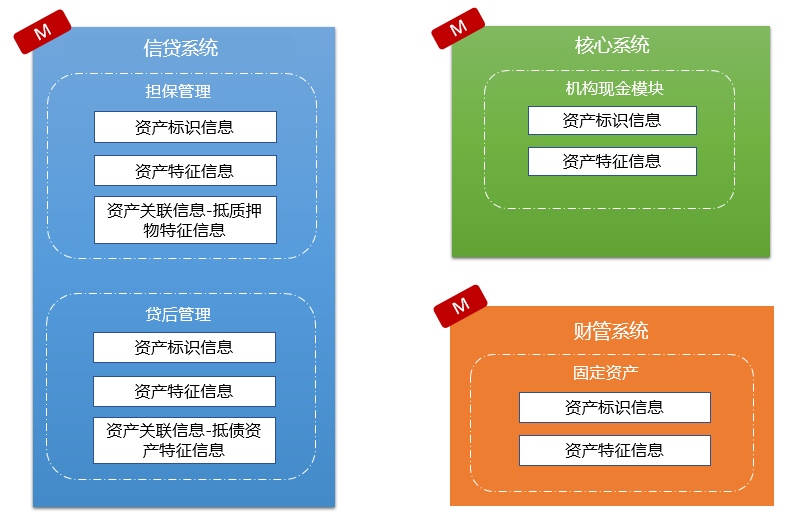 M
信贷系统
担保管理
资产标识信息
资产特征信息
资产关联信息-抵质押
物特征信息
贷后管理
资产标识信息
资产特征信息
资产关联信息-抵债资
产特征信息
M
核心系统
机构现金模块
资产标识信息
资产特征信息
M
财管系统
固定资产
资产标识信息
资产特征信息